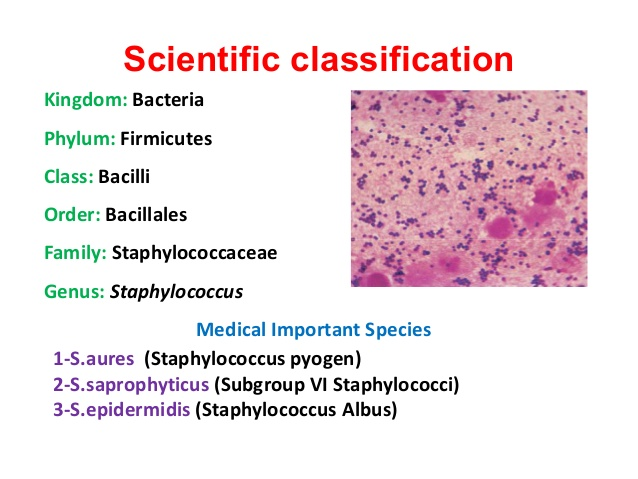 Scientific classification
Kingdom: Bacteria
Phylum: Firmicutes
Class: Bacilli
Order: Bacillales
Family: Staphylococcaceae
Genus: Staphylococcus
Medical Important Species
1-S.aures (Staphylococcus pyogen)
2-S.saprophyticus (Subgroup VI Staphylococci)
3-S.epidermidis (Staphylococcus Albus)